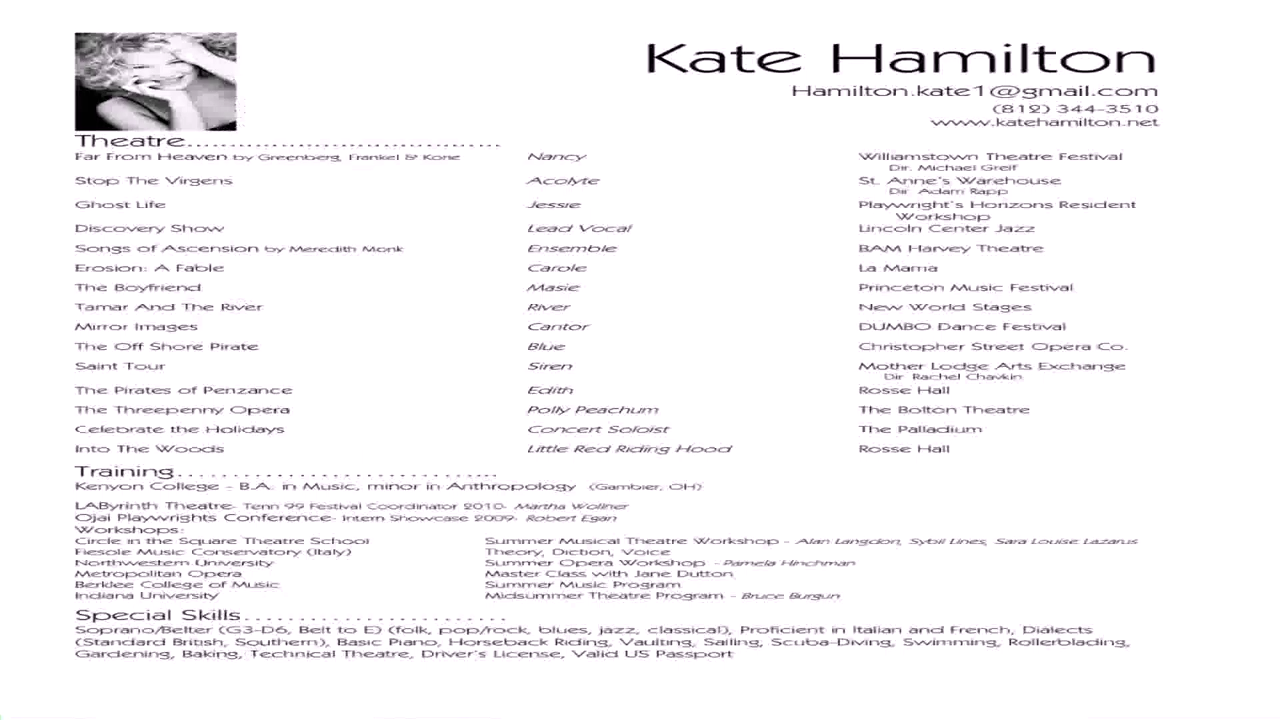 Kate Hamilton
Hamilton.kate1@gmail.com
(812) 344-3510
www.katehamilton.net
Theatre.................................
Far From Heaven by Greenberg, Frankel & Korie Nancy Williamstown Theatre Festival
Dir. Michael Greif
Stop The Virgens Acolyte St. Anne's Warehouse
Dir. Adam Rapp
Ghost Life Jessie Playwright's Horizons Resident
Workshop
Discovery Show Lead Vocal Lincoln Center Jazz
Songs of Ascension by Meredith Monk Ensemble BAM Harvey Theatre
Erosion: A Fable Carole La Mama
The Boyfriend Masie Princeton Music Festival
Tamar And The River River New World Stages
Mirror Images Cantor DUMBO Dance Festival
The Off Shore Pirate Blue Christopher Street Opera Co.
Saint Tour Siren Mother Lodge Arts Exchange
Dir Rachel Chavkin
The Pirates of Penzance Edith Rosse Hall
The Threepenny Opera Polly Peachum The Bolton Theatre
Celebrate the Holidays Concert Soloist The Palladium
Into The Woods Little Red Riding Hood Rosse Hall
Training.................................
Kenyon College - B.A. in Music, minor in Anthropology (Gambier, OH)
LAByrinth Theatre- Tenn 99 Festival Coordinator 2010- Martha Wollner
Ojai Playwrights Conference- Intern Showcase 2009- Robert Egan
Workshops:
Circle in the Square Theatre School Summer Musical Theatre Workshop - Alan Langdon, Sybil Lines, Sara Louise Lazarus
Fiesole Music Conservatory (Italy) Theory, Diction, Voice
Northwestern University Summer Opera Workshop - Pamela Hinchman
Metropolitan Opera Master Class with Jane Dutton
Berklee College of Music Summer Music Program
Indiana University Midsummer Theatre Program - Bruce Burgun
Special Skills...........................
Soprano/Belter (G3-D6, Belt to E) (folk, pop/rock, blues, jazz, classical), Proficient in Italian and French, Dialects
(Standard British, Southern), Basic Piano, Horseback Riding, Vaulting, Sailing, Scuba-Diving, Swimming, Rollerblading,
Gardening, Baking, Technical Theatre, Driver's License, Valid US Passport